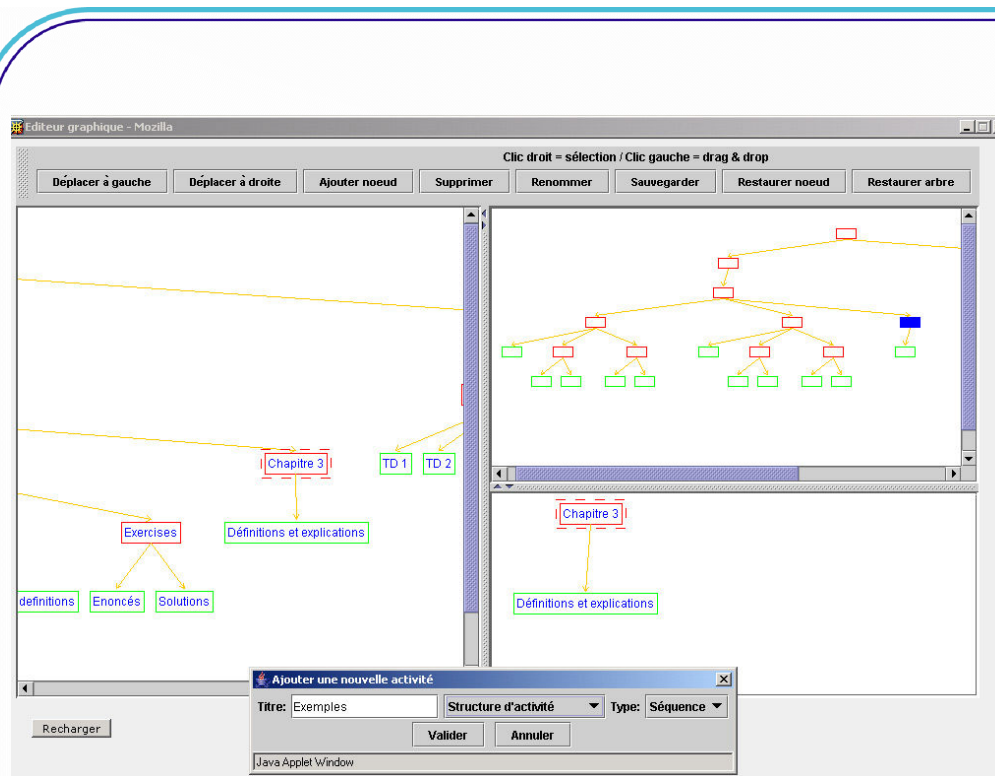 Editeur graphique - Mozilla
Clic droit = sélection / Clic gauche = drag & drop
Déplacer à gauche Déplacer à droite Ajouter noeud Supprimer Renommer Sauvegarder Restaurer noeud Restaurer arbre
Chapitre 3 TD 1 TD 2
Exercises Définitions et explications
definitions Enoncés Solutions
Chapitre 3
Définitions et explications
Ajouter une nouvelle activité
Titre: Exemples Structure d'activité Type: Séquence
Valider Annuler
Java Applet Window
Recharger